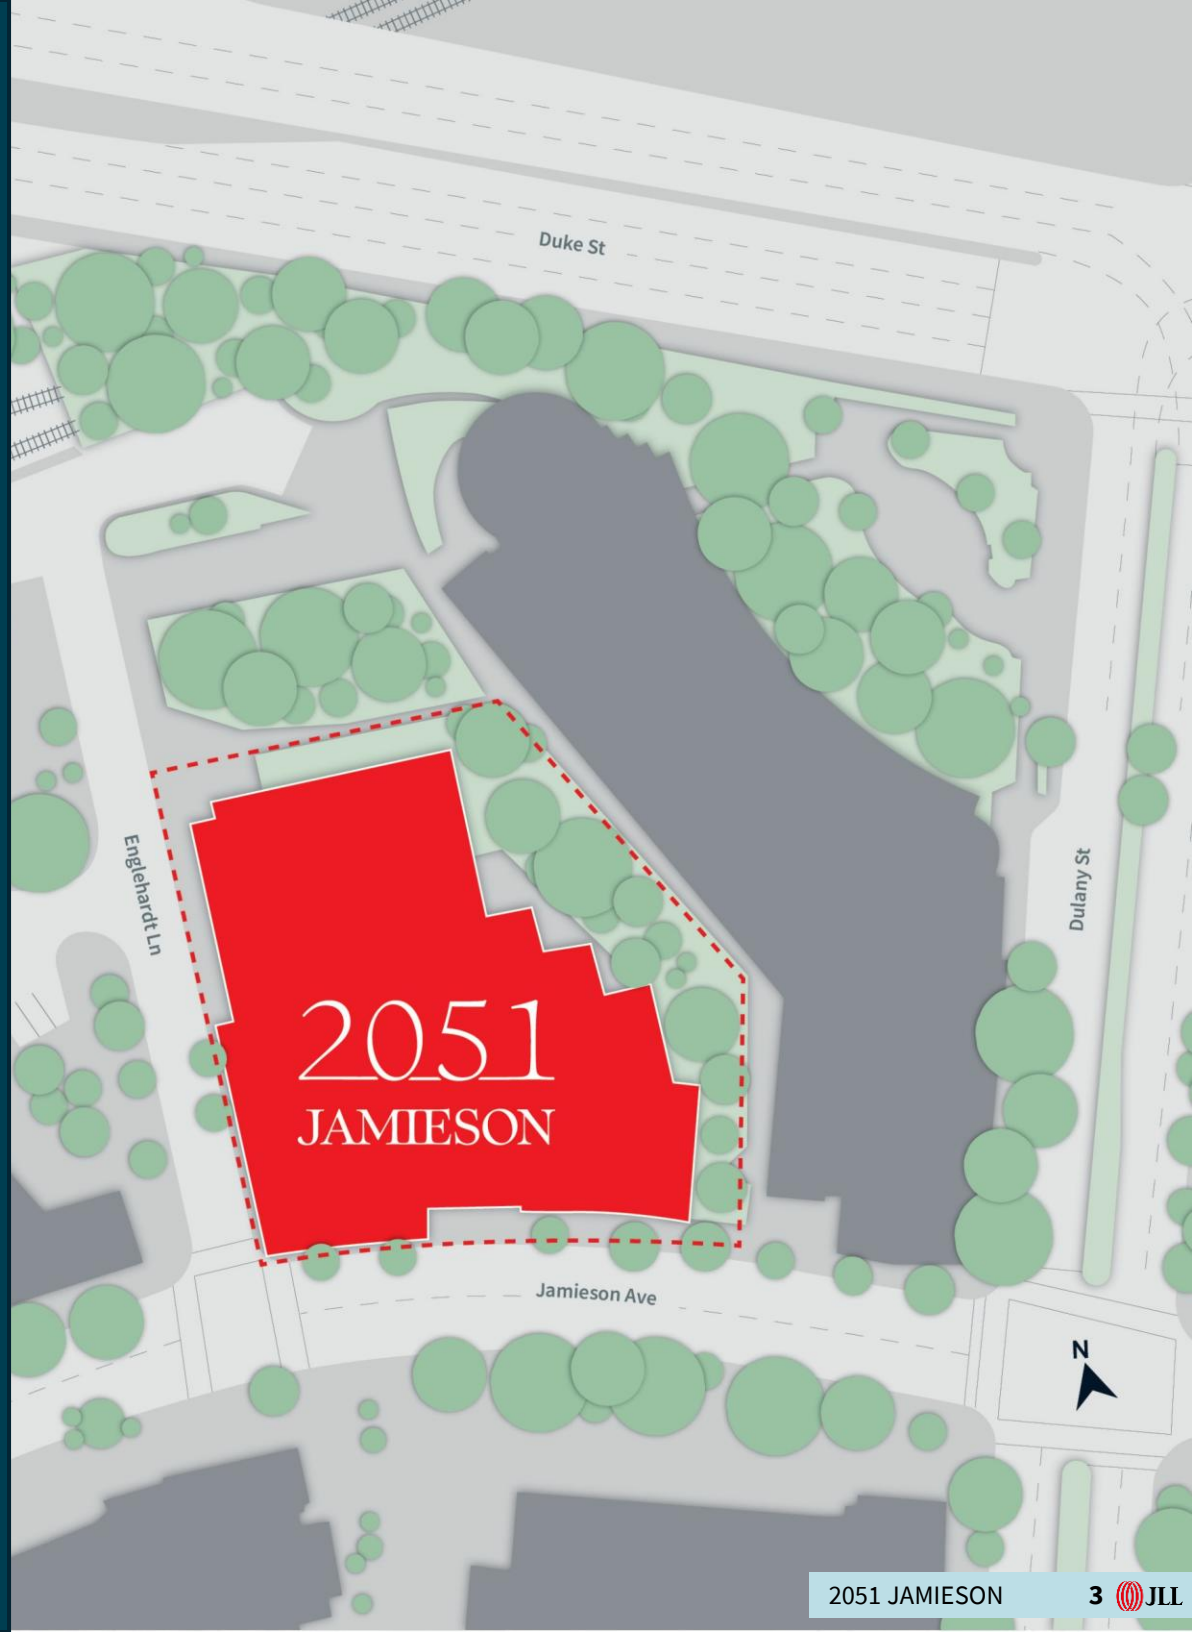 Duke St
Englehardt Ln
Dulany St
2051
JAMIESON
Jamieson Ave
N
2051 JAMIESON 3 JLL